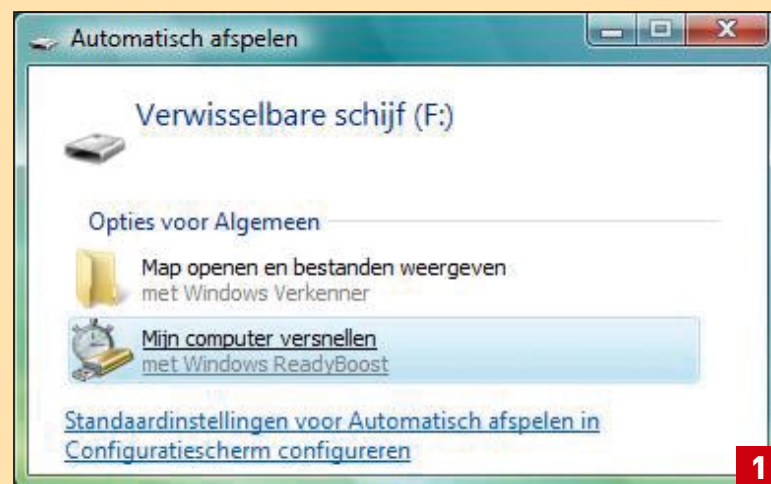 Automatisch afspelen
Verwisselbare schijf (F:)
Opties voor Algemeen
Map openen en bestanden weergeven
met Windows Verkenner
Mijn computer versnellen
met Windows ReadyBoost
Standaardinstellingen voor Automatisch afspelen in
Configuratiescherm configureren
1